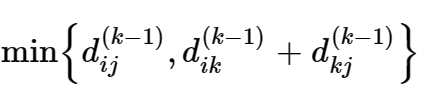 min{d_{ij}^{(k−1)}, d_{ik}^{(k−1)} + d_{kj}^{(k−1)}}